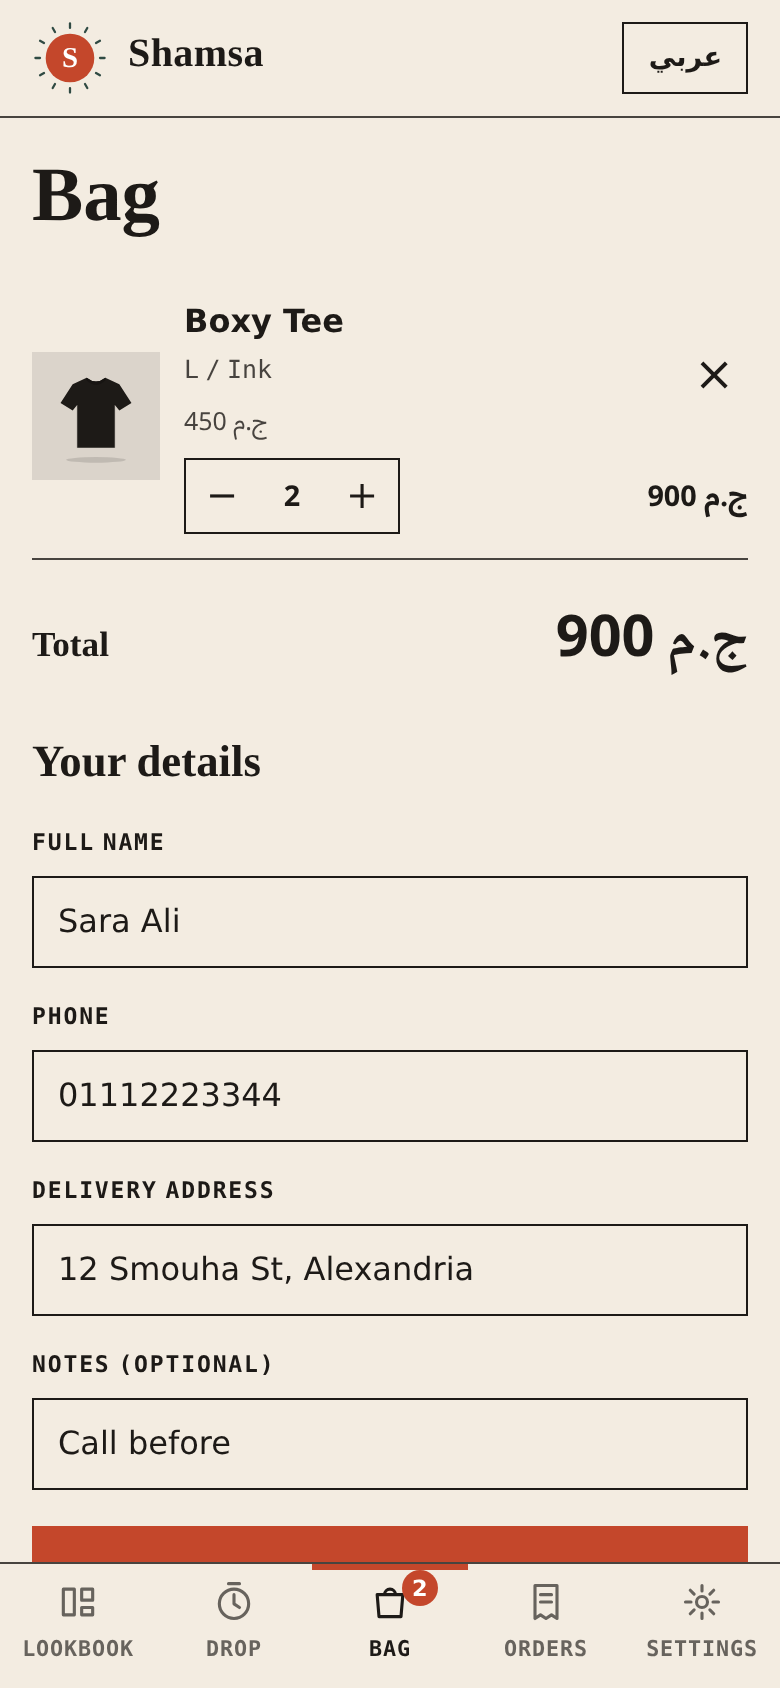 S Shamsa
عربي
Bag
Boxy Tee
L / Ink
450 ج.م
2
900 ج.م
Total
900 ج.م
Your details
FULL NAME
Sara Ali
PHONE
01112223344
DELIVERY ADDRESS
12 Smouha St, Alexandria
NOTES (OPTIONAL)
Call before
2
LOOKBOOK DROP BAG ORDERS SETTINGS